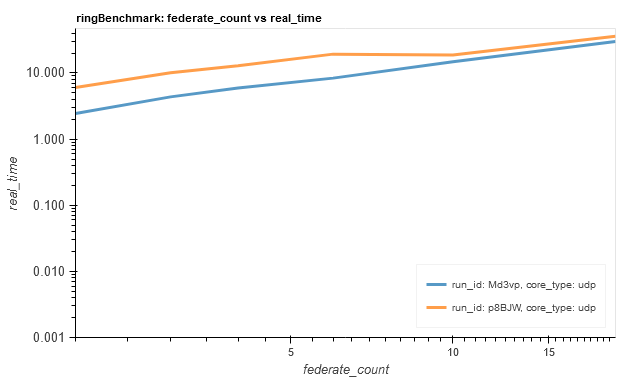 ringBenchmark: federate_count vs real_time
real_time
10.000
1.000
0.100
0.010
0.001
5
10
15
federate_count
run_id: Md3vp, core_type: udp
run_id: p8BJW, core_type: udp